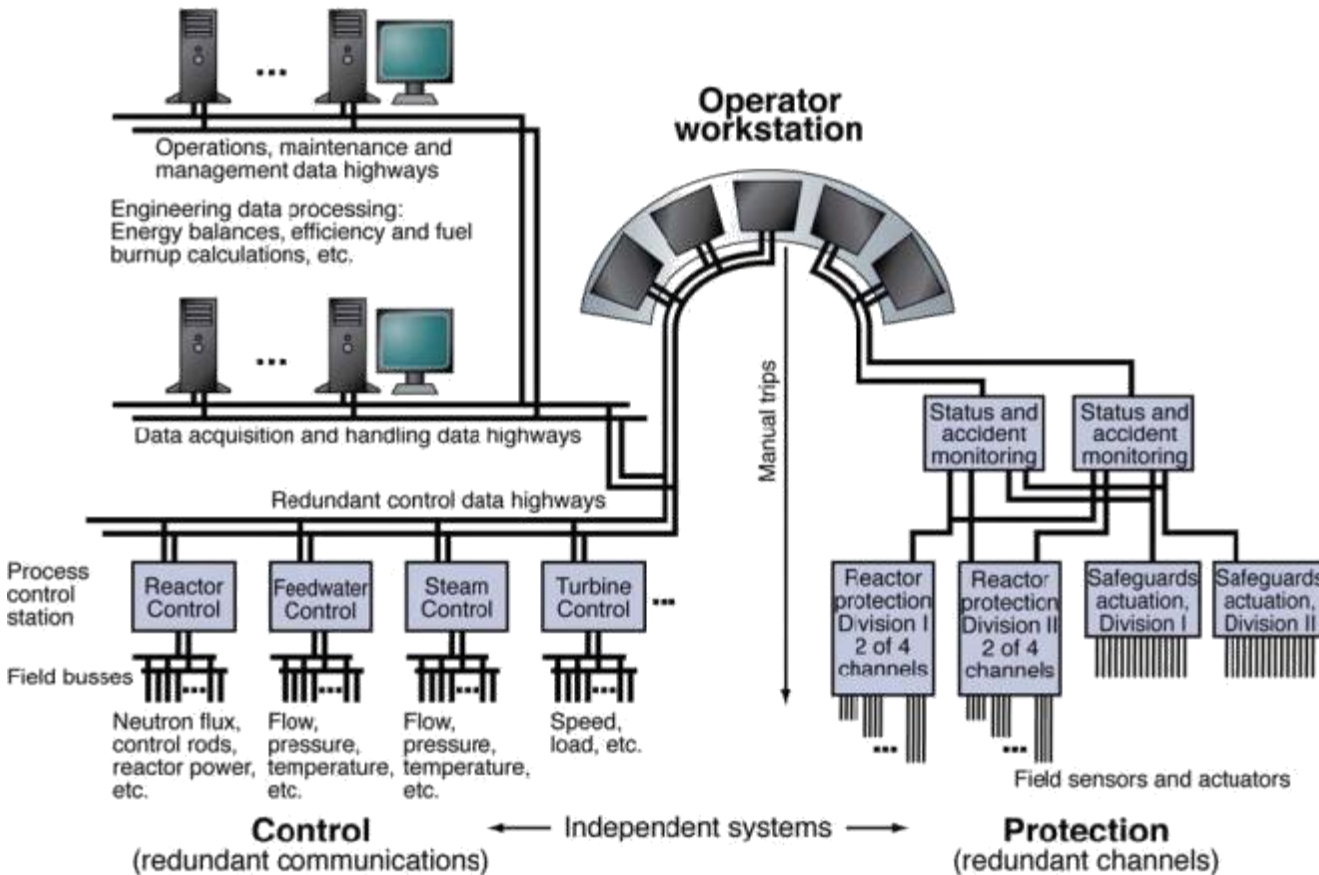 Operator
workstation
Operations, maintenance and
management data highways
Engineering data processing:
Energy balances, efficiency and fuel
burnup calculations, etc.
Data acquisition and handling data highways
Redundant control data highways
Manual trips
Status and
accident
monitoring
Status and
accident
monitoring
Process
control
station
Reactor
Control
Feedwater
Control
Steam
Control
Turbine
Control
Reactor
protection
Division I
2 of 4
channels
Reactor
protection
Division II
2 of 4
channels
Safeguards
actuation,
Division I
Safeguards
actuation,
Division II
Field busses
Neutron flux,
control rods,
reactor power,
etc.
Flow,
pressure,
temperature,
etc.
Flow,
pressure,
temperature,
etc.
Speed,
load, etc.
Field sensors and actuators
Control
(redundant communications)
Independent systems
Protection
(redundant channels)